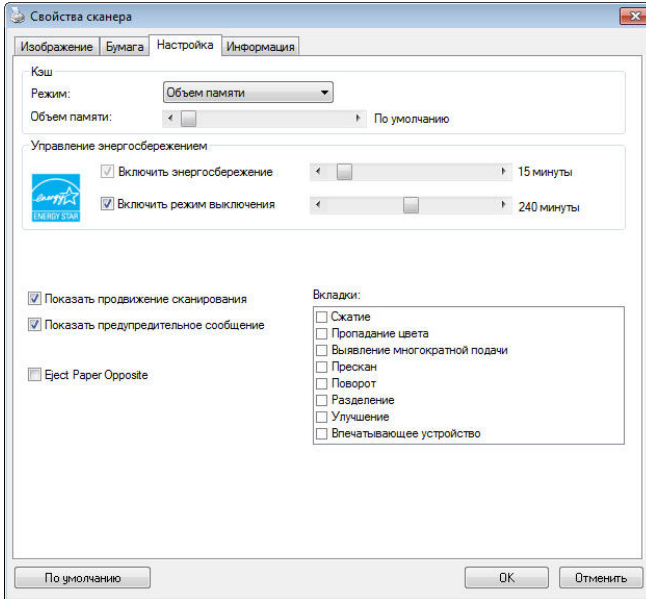 Свойства сканера
Изображение Бумага Настройка Информация
Кэш
Режим: Объем памяти
Объем памяти: По умолчанию
Управление энергосбережением
Включить энергосбережение 15 минуты
energy
ENERGY STAR
Включить режим выключения 240 минуты
Показать продвижение сканирования
Показать предупредительное сообщение
Eject Paper Opposite
Вкладки:
Сжатие
Пропадание цвета
Выявление многократной подачи
Прескан
Поворот
Разделение
Улучшение
Впечатывающее устройство
По умолчанию OK Отменить